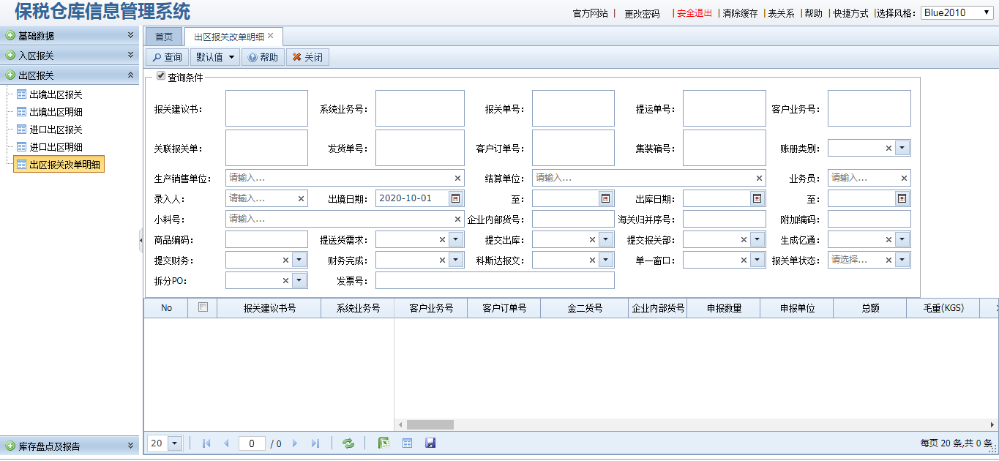 保税仓库信息管理系统
官方网站 | 更改密码 | 安全退出 | 清除缓存 | 表关系 | 帮助 | 快捷方式 | 选择风格: Blue2010
基础数据
入区报关
出区报关
出境出区报关
出境出区明细
进口出区报关
进口出区明细
出区报关改单明细
库存盘点及报告
首页 出区报关改单明细
查询 默认值 帮助 关闭
查询条件
报关建议书: 系统业务号: 报关单号: 提运单号: 客户业务号:
关联报关单: 发货单号: 客户订单号: 集装箱号: 账册类别:
生产销售单位: 请输入... 结算单位: 请输入... 业务员: 请输入...
录入人: 请输入... 出境日期: 2020-10-01 至: 出库日期: 至:
小料号: 请输入... 企业内部货号: 海关归并序号: 附加编码:
商品编码: 提送货需求: 提交出库: 提交报关部: 生成亿通:
提交财务: 财务完成: 科斯达报文: 单一窗口: 报关单状态: 请选择...
拆分PO: 发票号:
No 报关建议书号 系统业务号 客户业务号 客户订单号 金二货号 企业内部货号 申报数量 申报单位 总额 毛重(KGS)
20 0 / 0 每页 20 条,共 0 条